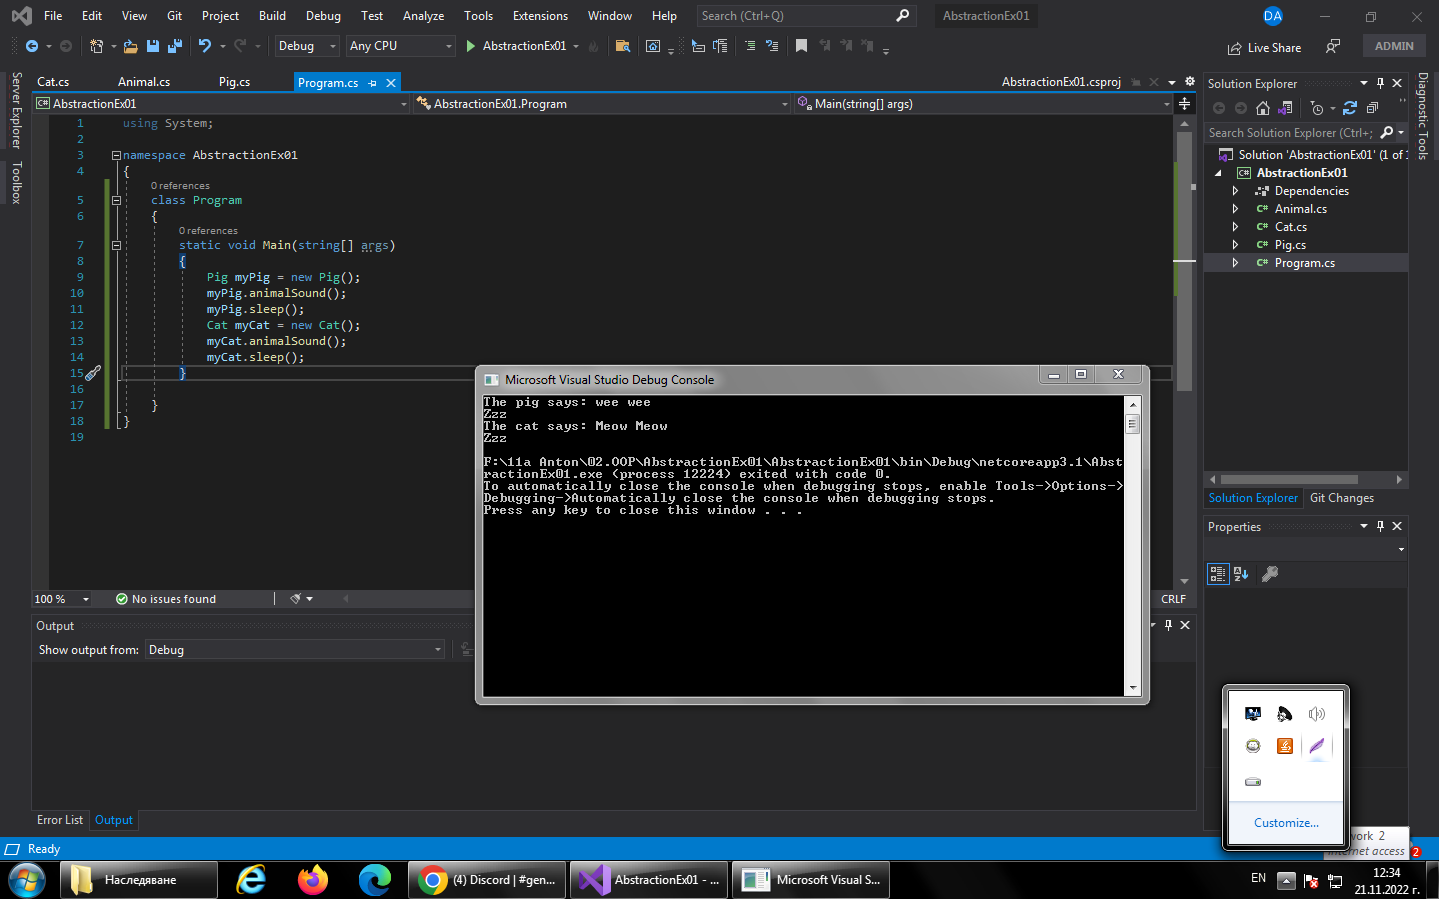 File Edit View Git Project Build Debug Test Analyze Tools Extensions Window Help Search (Ctrl+Q) AbstractionEx01 DA
Debug Any CPU AbstractionEx01 Live Share ADMIN
Server Explorer
Toolbox
Cat.cs Animal.cs Pig.cs Program.cs AbstractionEx01.csproj
C# AbstractionEx01 AbstractionEx01.Program Main(string[] args)
1 using System;
2
3 namespace AbstractionEx01
4 {
0 references
5 class Program
6 {
0 references
7 static void Main(string[] args)
8 {
9 Pig myPig = new Pig();
10 myPig.animalSound();
11 myPig.sleep();
12 Cat myCat = new Cat();
13 myCat.animalSound();
14 myCat.sleep();
15 }
16
17 }
18 }
19
100 % No issues found CRLF
Output
Show output from: Debug
Error List Output
Microsoft Visual Studio Debug Console
The pig says: wee wee
Zzz
The cat says: Meow Meow
Zzz
F:\11a Anton\02.OOP\AbstractionEx01\AbstractionEx01\bin\Debug\netcoreapp3.1\Abst
ractionEx01.exe (process 12224) exited with code 0.
To automatically close the console when debugging stops, enable Tools->Options->
Debugging->Automatically close the console when debugging stops.
Press any key to close this window . . .
Solution Explorer
Search Solution Explorer (Ctrl+;
Solution 'AbstractionEx01' (1 of 1
C# AbstractionEx01
Dependencies
C# Animal.cs
C# Cat.cs
C# Pig.cs
C# Program.cs
Solution Explorer Git Changes
Properties
Diagnostic Tools
Customize...
work 2
Internet access 2
Ready
Наследяване (4) Discord | #gen... AbstractionEx01 - ... Microsoft Visual S... EN 12:34
21.11.2022 г.